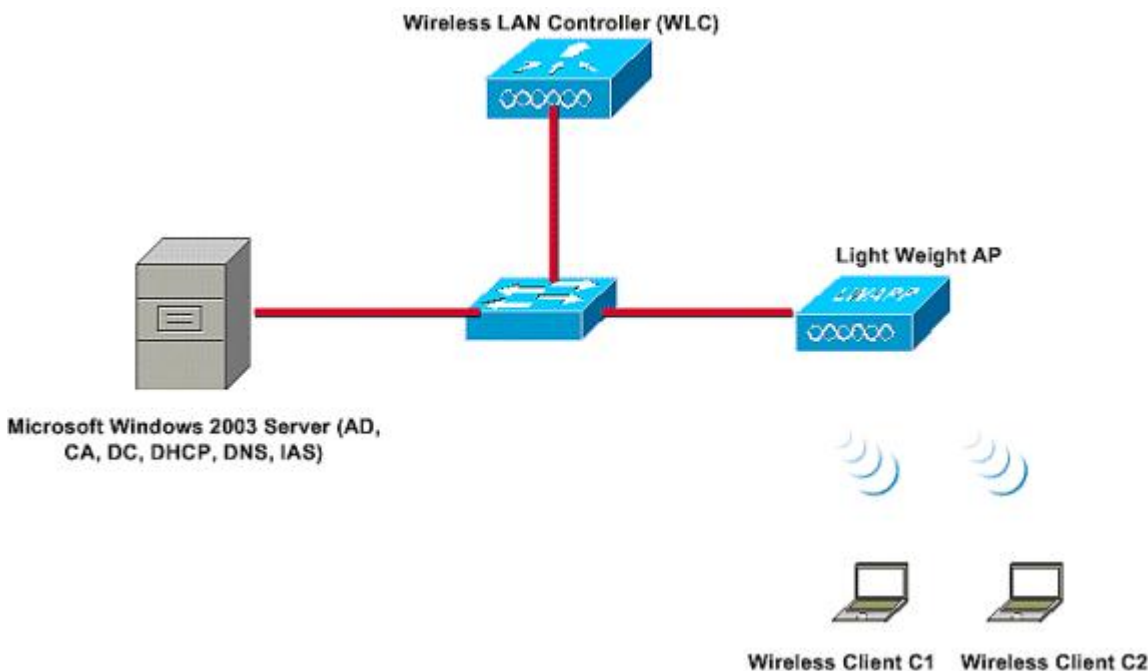 Wireless LAN Controller (WLC)
Light Weight AP
LWAPP
Microsoft Windows 2003 Server (AD,
CA, DC, DHCP, DNS, IAS)
Wireless Client C1
Wireless Client C2